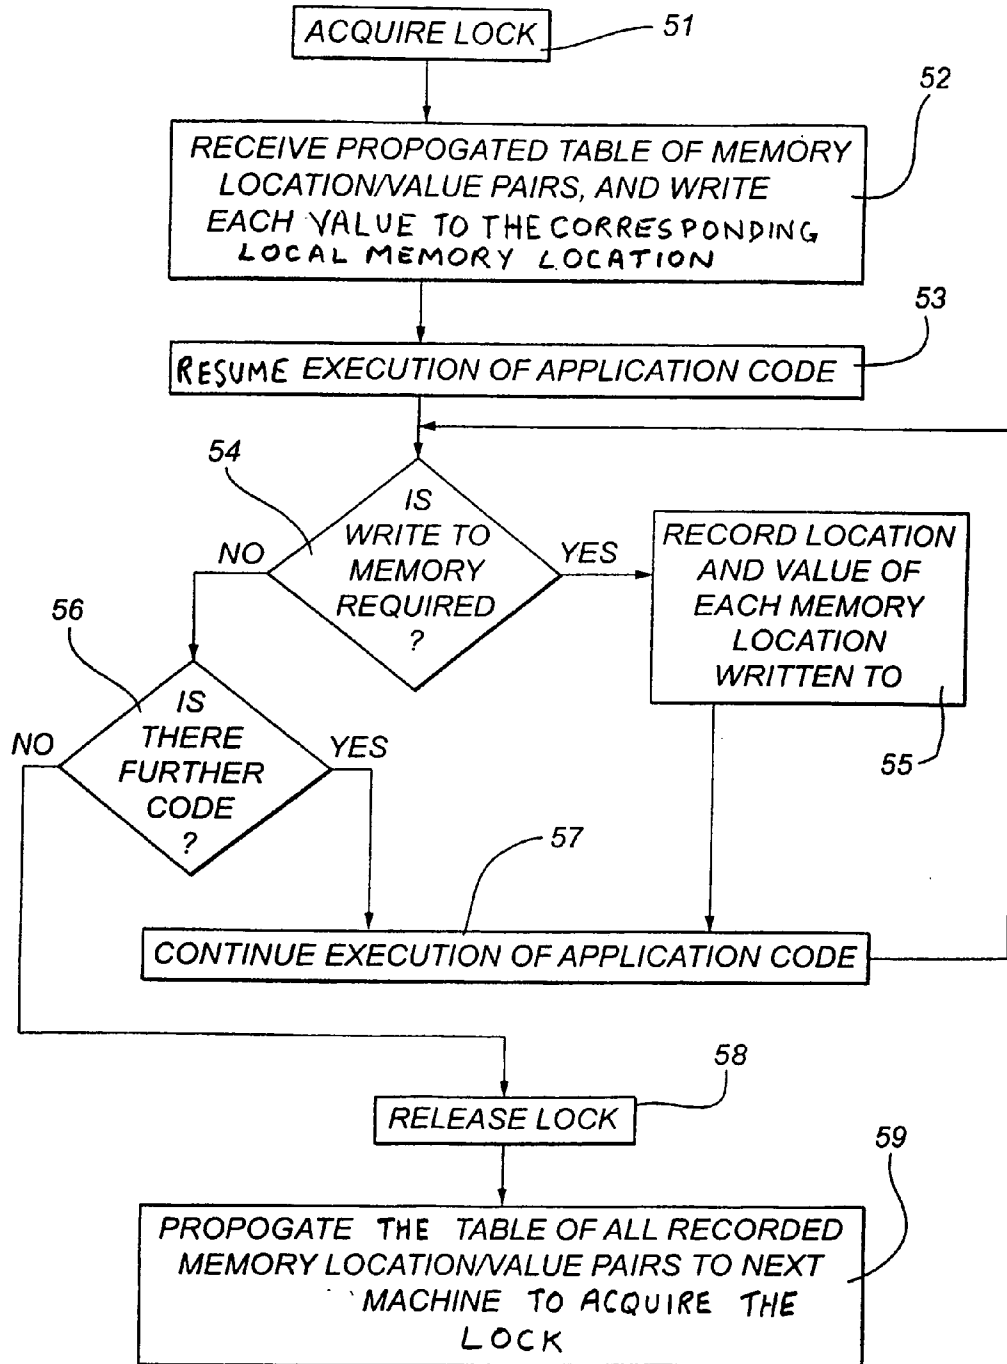 ACQUIRE LOCK
51
52
RECEIVE PROPOGATED TABLE OF MEMORY
LOCATION/VALUE PAIRS, AND WRITE
EACH VALUE TO THE CORRESPONDING
LOCAL MEMORY LOCATION
53
RESUME EXECUTION OF APPLICATION CODE
54
IS
WRITE TO
MEMORY
REQUIRED
?
NO
YES
RECORD LOCATION
AND VALUE OF
EACH MEMORY
LOCATION
WRITTEN TO
55
56
IS
THERE
FURTHER
CODE
?
NO
YES
57
CONTINUE EXECUTION OF APPLICATION CODE
58
RELEASE LOCK
59
PROPOGATE THE TABLE OF ALL RECORDED
MEMORY LOCATION/VALUE PAIRS TO NEXT
MACHINE TO ACQUIRE THE
LOCK